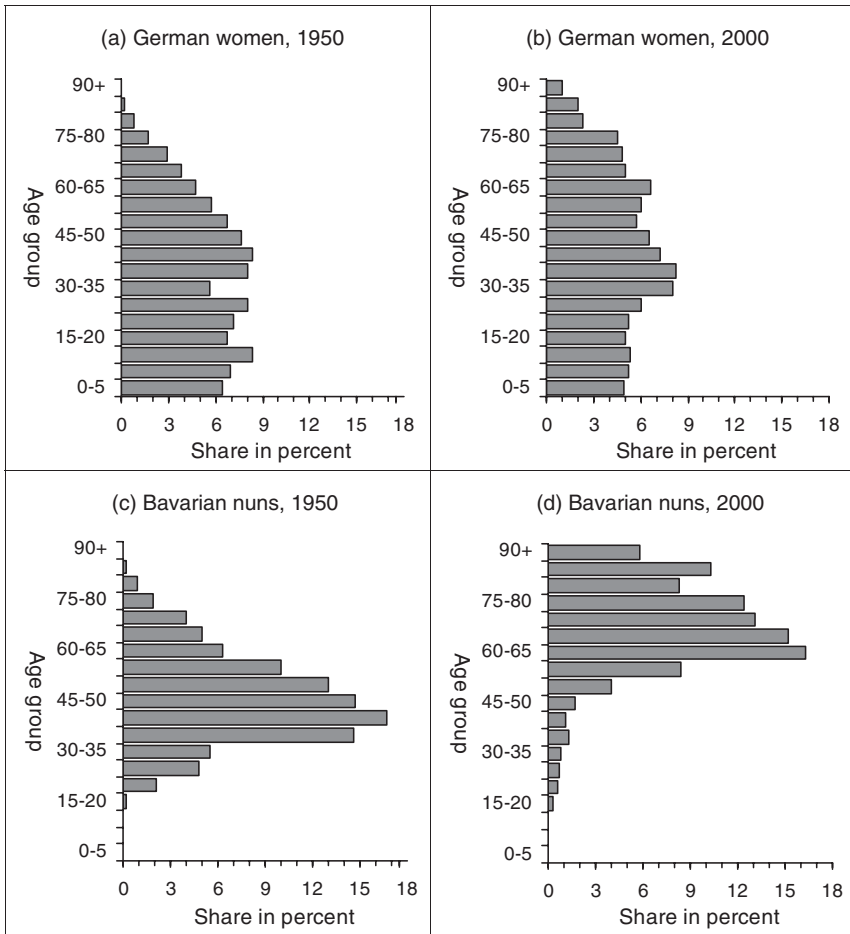 (a) German women, 1950
90+
75-80
60-65
45-50
30-35
15-20
0-5
Age group
0 3 6 9 12 15 18
Share in percent
(b) German women, 2000
90+
75-80
60-65
45-50
30-35
15-20
0-5
Age group
0 3 6 9 12 15 18
Share in percent
(c) Bavarian nuns, 1950
90+
75-80
60-65
45-50
30-35
15-20
0-5
Age group
0 3 6 9 12 15 18
Share in percent
(d) Bavarian nuns, 2000
90+
75-80
60-65
45-50
30-35
15-20
0-5
Age group
0 3 6 9 12 15 18
Share in percent